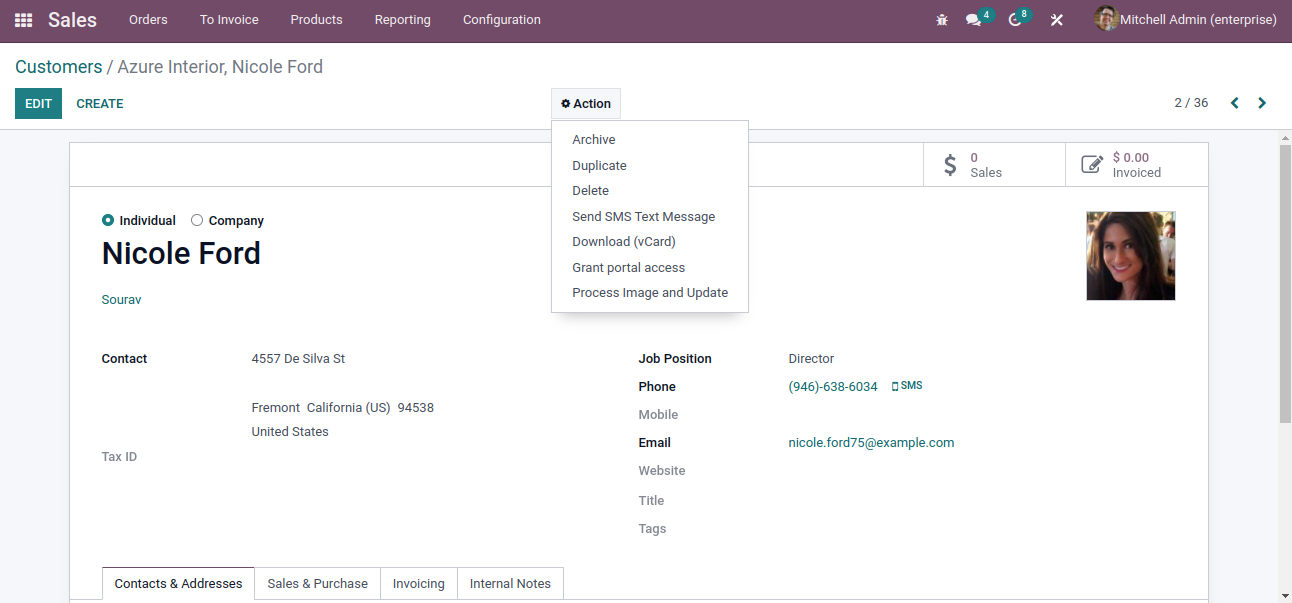 Sales Orders To Invoice Products Reporting Configuration 4 8 Mitchell Admin (enterprise)
Customers / Azure Interior, Nicole Ford
EDIT CREATE Action 2 / 36
Archive
Duplicate
Delete
Send SMS Text Message
Download (vCard)
Grant portal access
Process Image and Update
$ 0
Sales
$ 0.00
Invoiced
Individual Company
Nicole Ford
Sourav
Contact 4557 De Silva St
Fremont California (US) 94538
United States
Tax ID
Job Position Director
Phone (946)-638-6034 SMS
Mobile
Email nicole.ford75@example.com
Website
Title
Tags
Contacts & Addresses Sales & Purchase Invoicing Internal Notes